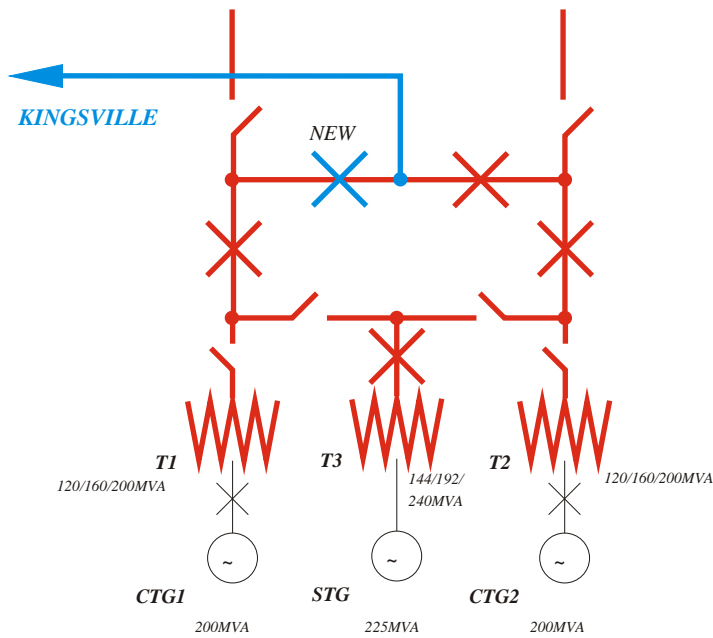 KINGSVILLE
NEW
T1
T3
T2
120/160/200MVA
144/192/
240MVA
120/160/200MVA
~
~
~
CTG1
STG
CTG2
200MVA
225MVA
200MVA